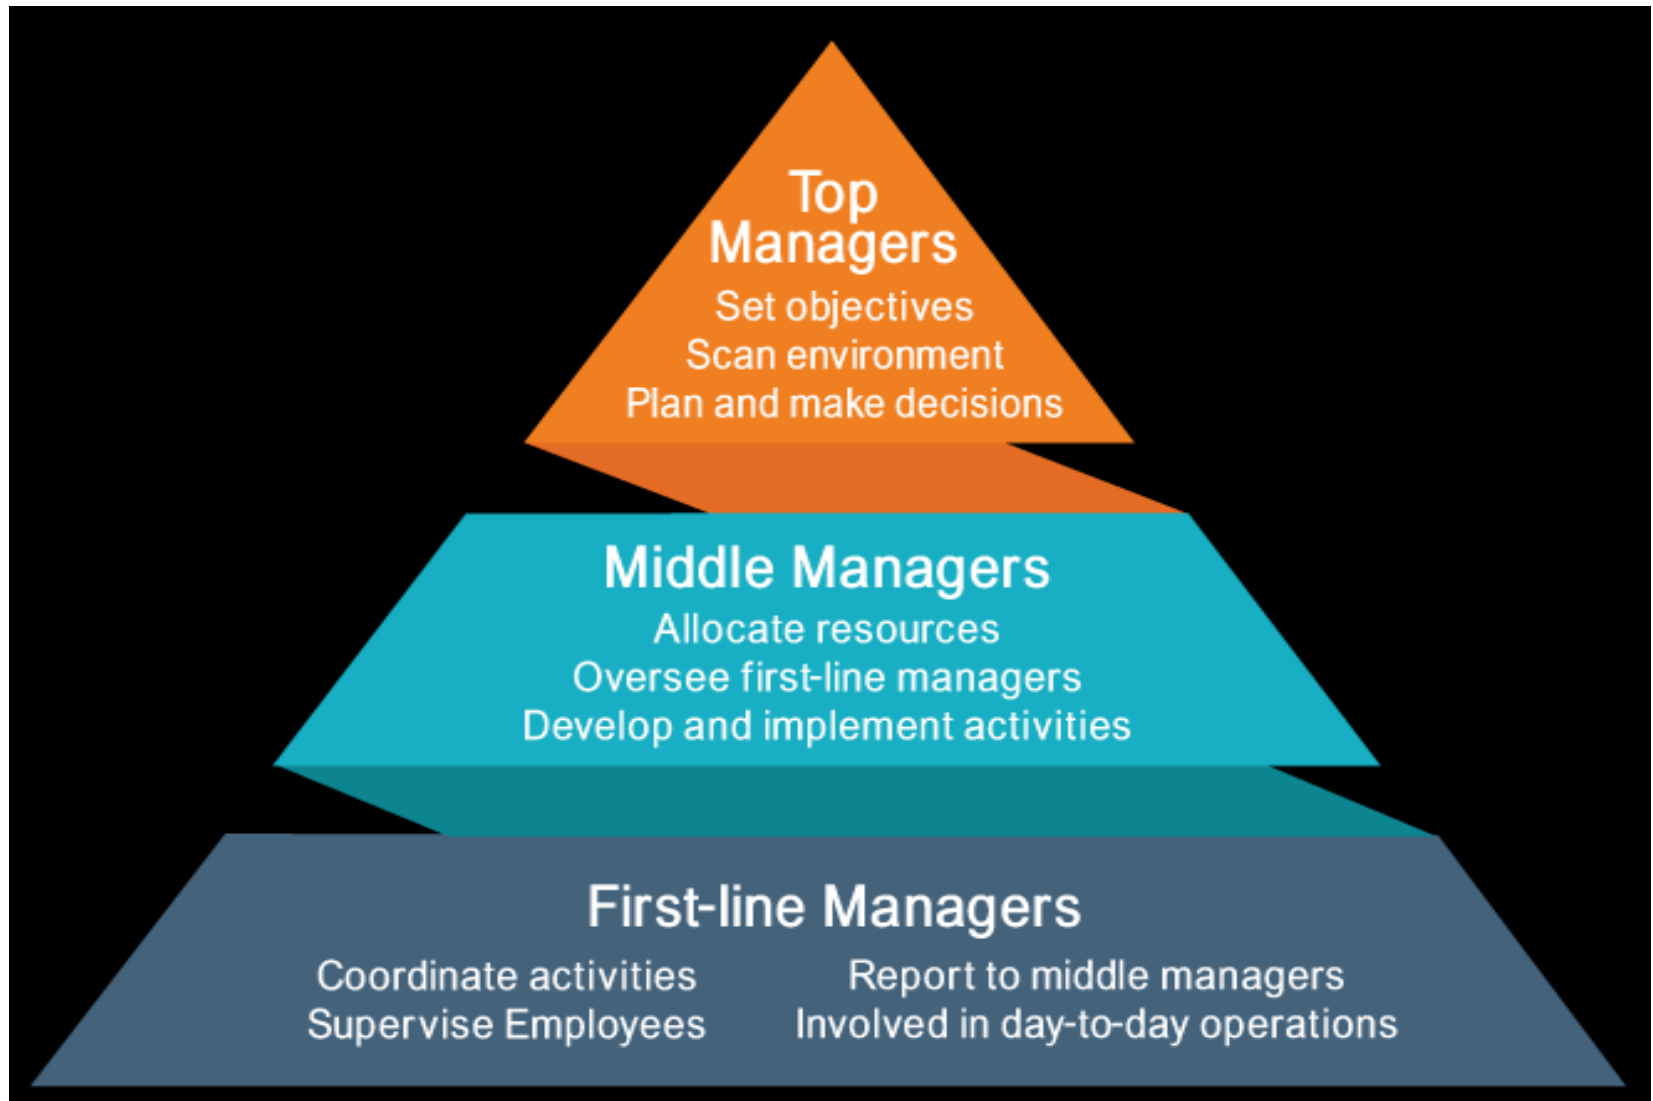 Top
Managers
Set objectives
Scan environment
Plan and make decisions
Middle Managers
Allocate resources
Oversee first-line managers
Develop and implement activities
First-line Managers
Coordinate activities
Supervise Employees
Report to middle managers
Involved in day-to-day operations